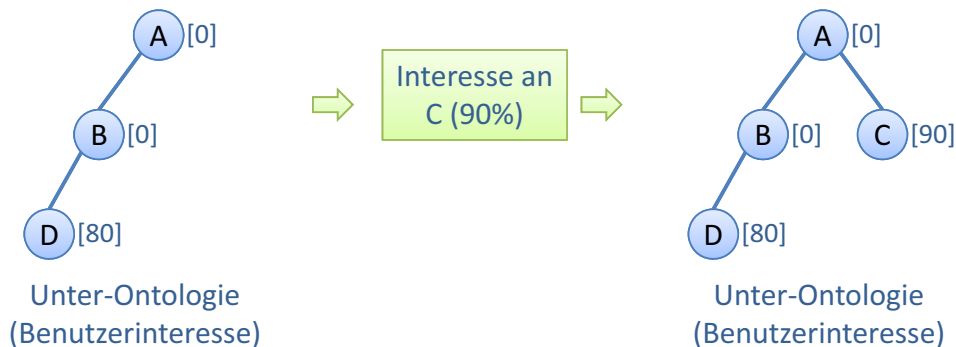 A [0]
B [0]
D [80]
Unter-Ontologie
(Benutzerinteresse)
Interesse an
C (90%)
A [0]
B [0] C [90]
D [80]
Unter-Ontologie
(Benutzerinteresse)